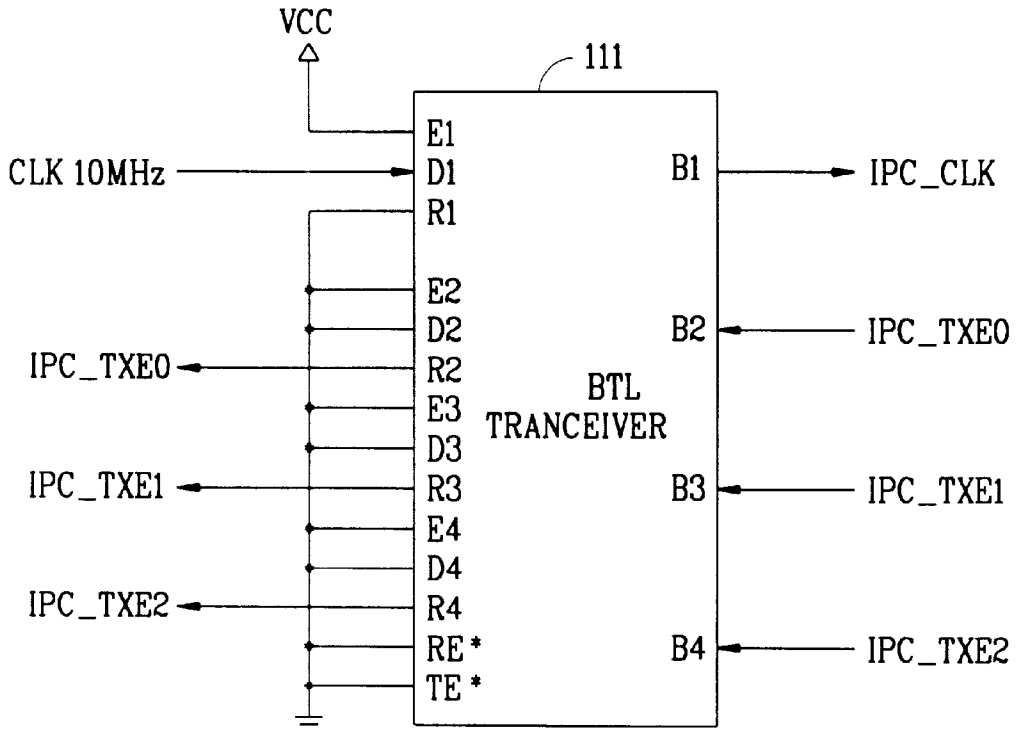 VCC
111
E1
CLK 10MHz D1 B1 IPC_CLK
R1
E2
D2 B2 IPC_TXE0
IPC_TXE0 R2
E3
BTL
TRANCEIVER
D3
IPC_TXE1 R3 B3 IPC_TXE1
E4
D4
IPC_TXE2 R4
RE* B4 IPC_TXE2
TE*